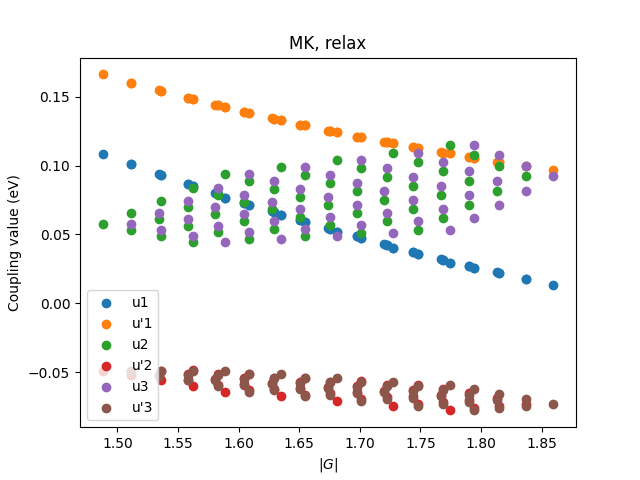 MK, relax
Coupling value (eV)
0.15
0.10
0.05
0.00
−0.05
u1
u'1
u2
u'2
u3
u'3
1.50 1.55 1.60 1.65 1.70 1.75 1.80 1.85
|G|